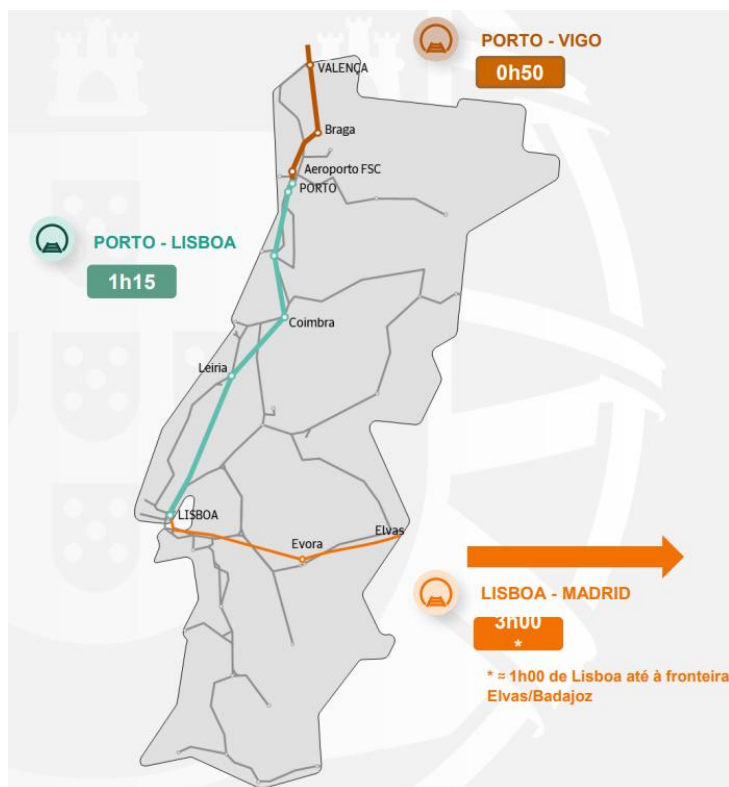 PORTO - VIGO
0h50
VALENÇA
Braga
Aeroporto FSC
PORTO
PORTO - LISBOA
1h15
Coimbra
Leiria
LISBOA
Evora
Elvas
LISBOA - MADRID
3h00
*
* ≈ 1h00 de Lisboa até à fronteira
Elvas/Badajoz